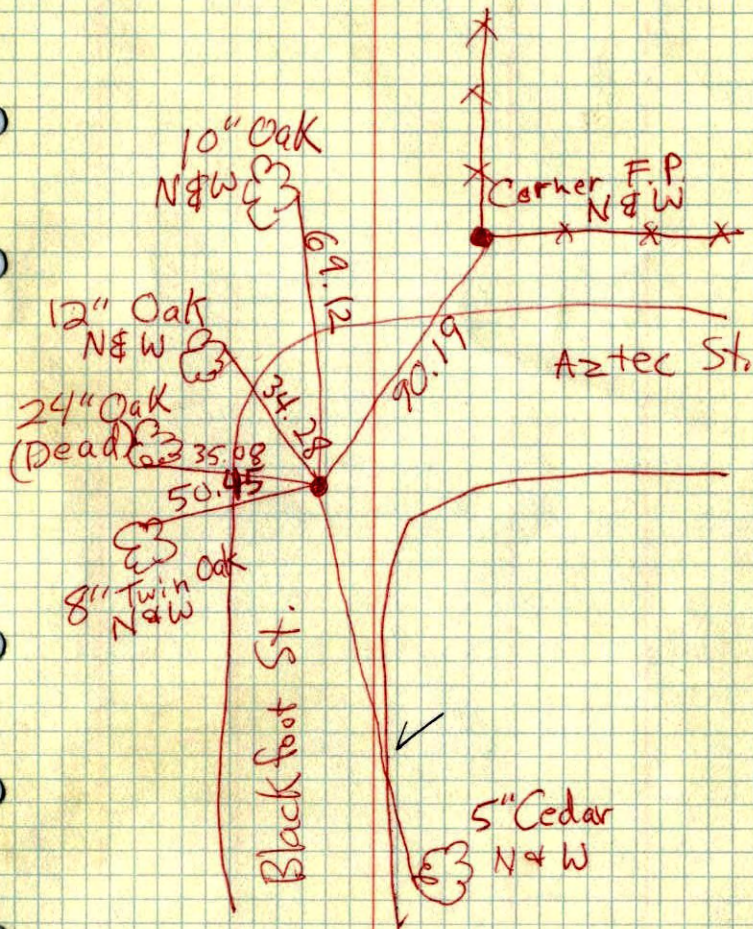 10" Oak
N & W
Corner F.P.
N & W
69.12
12" Oak
N & W
34.28
90.19
Aztec St.
24" Oak
(Dead)
35.08
50.45
8" Twin Oak
N & W
Blackfoot St.
5" Cedar
N & W